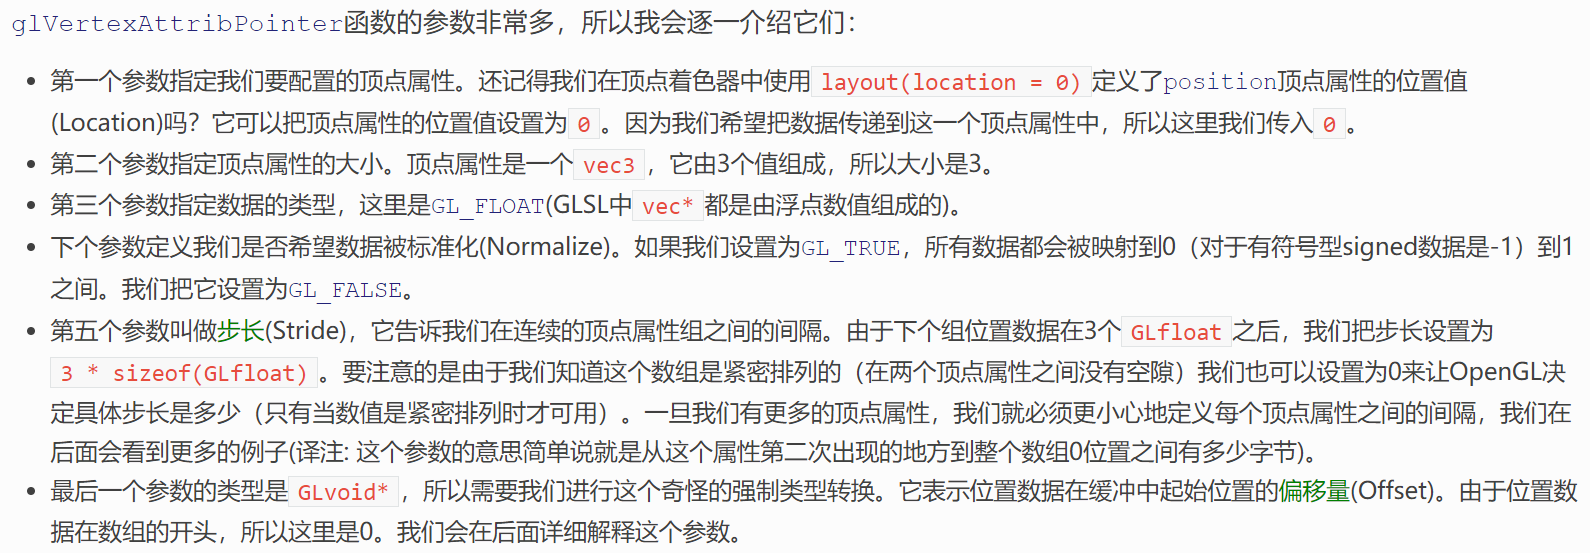 glVertexAttribPointer函数的参数非常多，所以我会逐一介绍它们：
• 第一个参数指定我们要配置的顶点属性。还记得我们在顶点着色器中使用layout(location = 0)定义了position顶点属性的位置值
(Location)吗？它可以把顶点属性的位置值设置为0。因为我们希望把数据传递到这一个顶点属性中，所以这里我们传入0。
• 第二个参数指定顶点属性的大小。顶点属性是一个vec3，它由3个值组成，所以大小是3。
• 第三个参数指定数据的类型，这里是GL_FLOAT(GLSL中vec*都是由浮点数值组成的)。
• 下个参数定义我们是否希望数据被标准化(Normalize)。如果我们设置为GL_TRUE，所有数据都会被映射到0（对于有符号型signed数据是-1）到1
之间。我们把它设置为GL_FALSE。
• 第五个参数叫做步长(Stride)，它告诉我们在连续的顶点属性组之间的间隔。由于下个组位置数据在3个GLfloat之后，我们把步长设置为
3 * sizeof(GLfloat)。要注意的是由于我们知道这个数组是紧密排列的（在两个顶点属性之间没有空隙）我们也可以设置为0来让OpenGL决
定具体步长是多少（只有当数值是紧密排列时才可用）。一旦我们有更多的顶点属性，我们就必须更小心地定义每个顶点属性之间的间隔，我们在
后面会看到更多的例子(译注: 这个参数的意思简单说就是从这个属性第二次出现的地方到整个数组0位置之间有多少字节)。
• 最后一个参数的类型是GLvoid*，所以需要我们进行这个奇怪的强制类型转换。它表示位置数据在缓冲中起始位置的偏移量(Offset)。由于位置数
据在数组的开头，所以这里是0。我们会在后面详细解释这个参数。